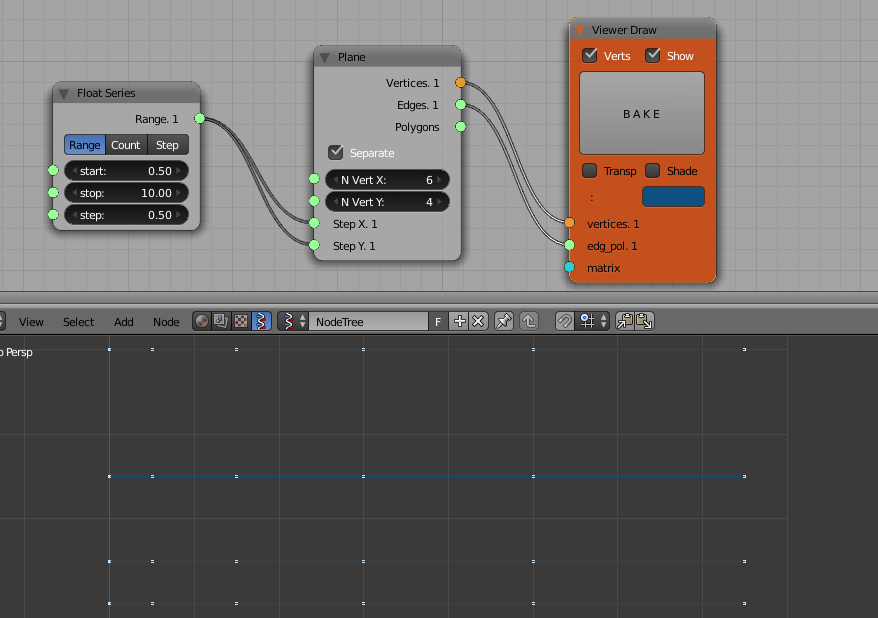 Float Series
Range. 1
Range Count Step
start: 0.50
stop: 10.00
step: 0.50
Plane
Vertices. 1
Edges. 1
Polygons
Separate
N Vert X: 6
N Vert Y: 4
Step X. 1
Step Y. 1
Viewer Draw
Verts Show
BAKE
Transp Shade
:
vertices. 1
edg_pol. 1
matrix
View Select Add Node NodeTree F
Persp